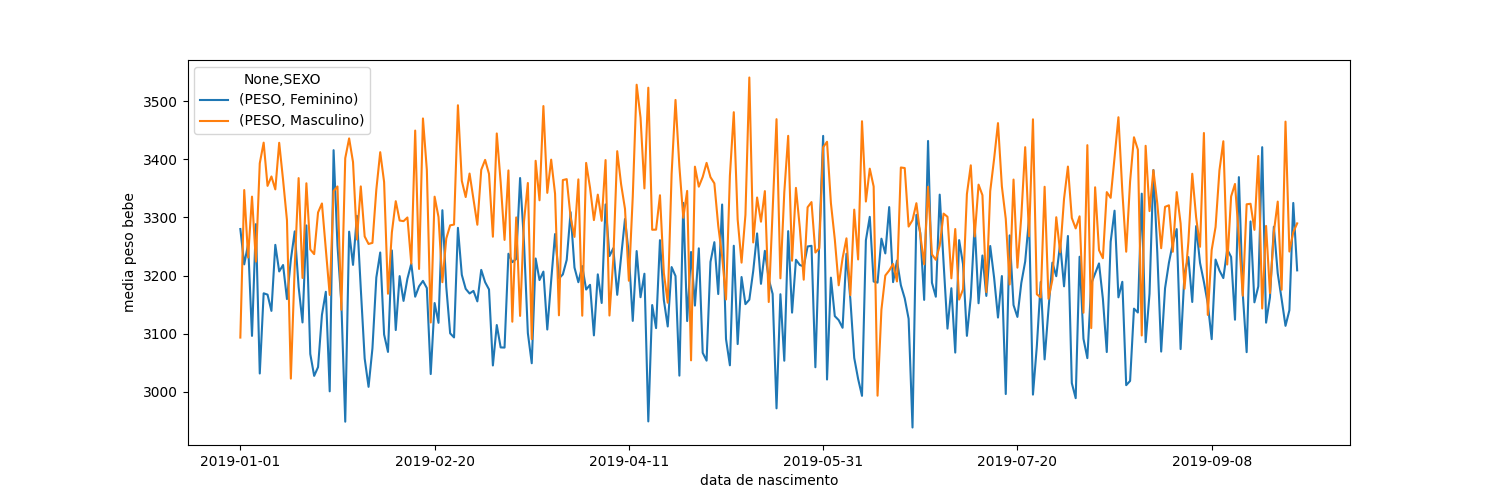 None,SEXO
(PESO, Feminino)
(PESO, Masculino)
media peso bebe
3500
3400
3300
3200
3100
3000
2019-01-01
2019-02-20
2019-04-11
2019-05-31
2019-07-20
2019-09-08
data de nascimento